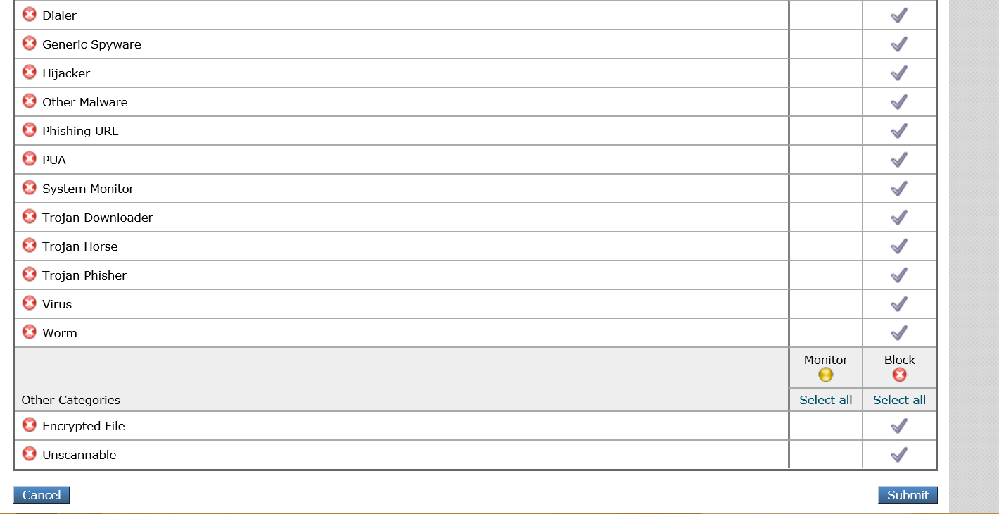 Dialer
Generic Spyware
Hijacker
Other Malware
Phishing URL
PUA
System Monitor
Trojan Downloader
Trojan Horse
Trojan Phisher
Virus
Worm
Monitor Block
Other Categories Select all Select all
Encrypted File
Unscannable
Cancel Submit